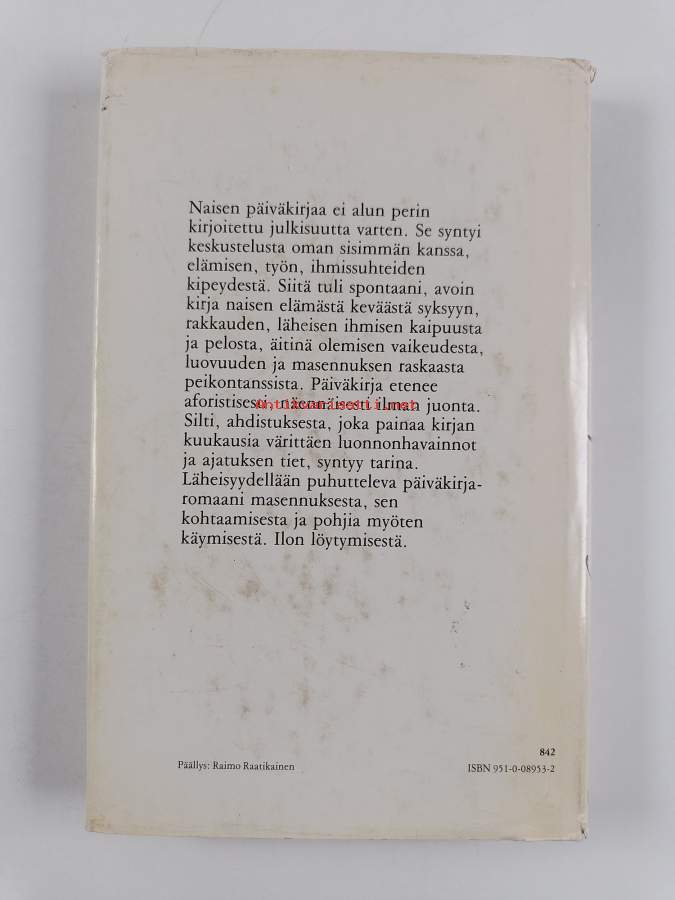 Naisen päiväkirjaa ei alun perin
kirjoitettu julkisuutta varten. Se syntyi
keskustelusta oman sisimmän kanssa,
elämisen, työn, ihmissuhteiden
kipeydestä. Siitä tuli spontaani, avoin
kirja naisen elämästä keväästä syksyyn,
rakkauden, läheisen ihmisen kaipuusta
ja pelosta, äitinä olemisen vaikeudesta,
luovuuden ja masennuksen raskaasta
peikontanssista. Päiväkirja etenee
aforistisesti, näennäisesti ilman juonta.
Antikvariaatti.net
Silti, ahdistuksesta, joka painaa kirjan
kuukausia värittäen luonnonhavainnot
ja ajatuksen tiet, syntyy tarina.
Läheisyydellään puhutteleva päiväkirja-
romaani masennuksesta, sen
kohtaamisesta ja pohjia myöten
käymisestä. Ilon löytymisestä.
842
Päällys: Raimo Raatikainen
ISBN 951-0-08953-2